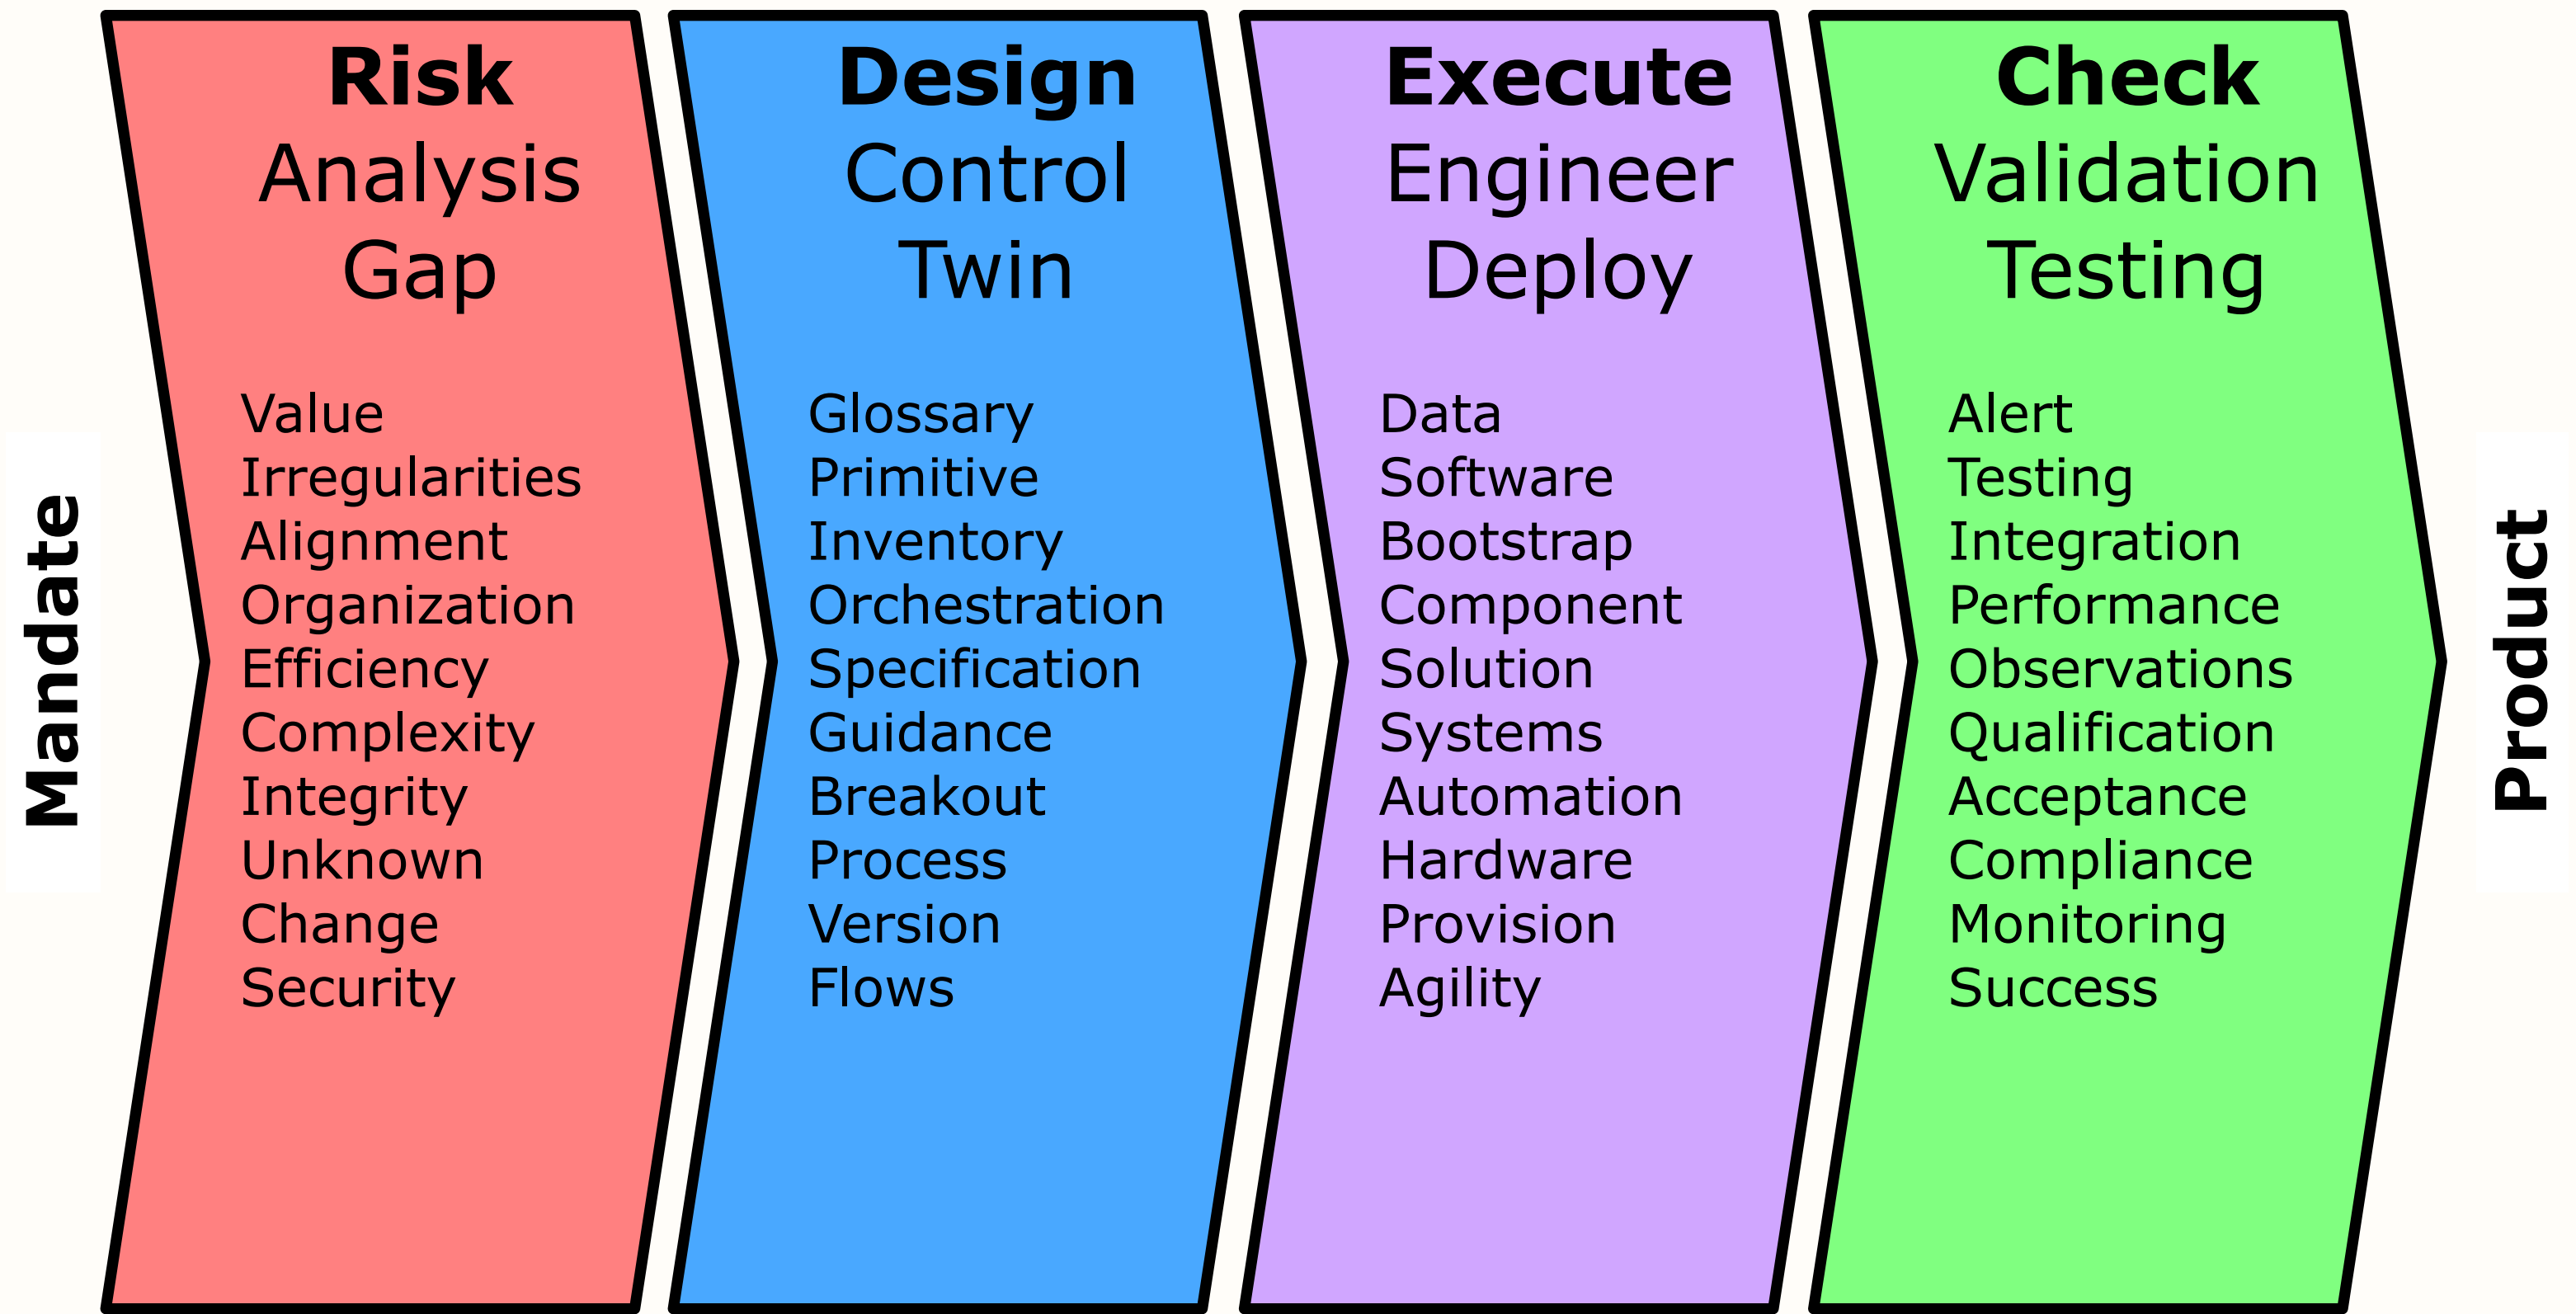 Mandate
Risk
Analysis
Gap
Value
Irregularities
Alignment
Organization
Efficiency
Complexity
Integrity
Unknown
Change
Security
Design
Control
Twin
Glossary
Primitive
Inventory
Orchestration
Specification
Guidance
Breakout
Process
Version
Flows
Execute
Engineer
Deploy
Data
Software
Bootstrap
Component
Solution
Systems
Automation
Hardware
Provision
Agility
Check
Validation
Testing
Alert
Testing
Integration
Performance
Observations
Qualification
Acceptance
Compliance
Monitoring
Success
Product